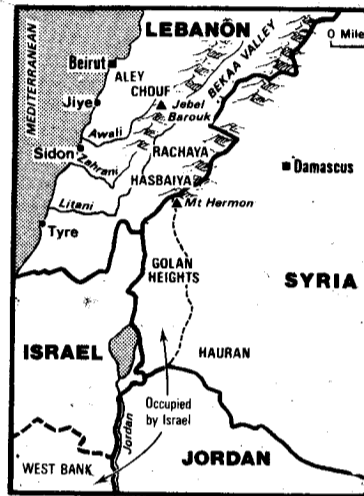 LEBANON
0 Mile
MEDITERRANEAN
Beirut
ALEY
CHOUF
BEKAA VALLEY
Jiye
Jebel
Barouk
Awali
Sidon
Zahrani
RACHAYA
Damascus
HASBAIYA
Litani
Mt Hermon
Tyre
GOLAN
HEIGHTS
SYRIA
ISRAEL
HAURAN
Occupied
by Israel
Jordan
WEST BANK
JORDAN